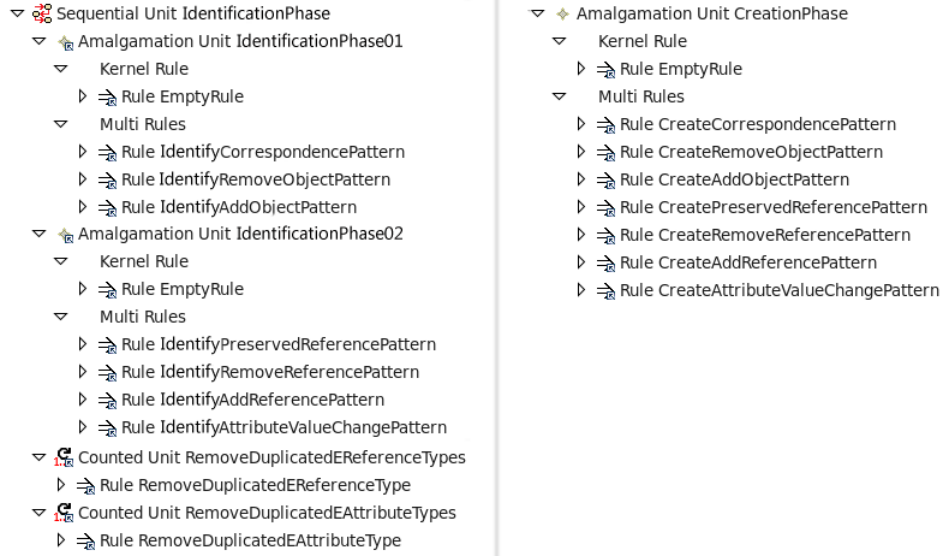 Sequential Unit IdentificationPhase
Amalgamation Unit IdentificationPhase01
Kernel Rule
Rule EmptyRule
Multi Rules
Rule IdentifyCorrespondencePattern
Rule IdentifyRemoveObjectPattern
Rule IdentifyAddObjectPattern
Amalgamation Unit IdentificationPhase02
Kernel Rule
Rule EmptyRule
Multi Rules
Rule IdentifyPreservedReferencePattern
Rule IdentifyRemoveReferencePattern
Rule IdentifyAddReferencePattern
Rule IdentifyAttributeValueChangePattern
1.. Counted Unit RemoveDuplicatedEReferenceTypes
Rule RemoveDuplicatedEReferenceType
1.. Counted Unit RemoveDuplicatedEAttributeTypes
Rule RemoveDuplicatedEAttributeType
Amalgamation Unit CreationPhase
Kernel Rule
Rule EmptyRule
Multi Rules
Rule CreateCorrespondencePattern
Rule CreateRemoveObjectPattern
Rule CreateAddObjectPattern
Rule CreatePreservedReferencePattern
Rule CreateRemoveReferencePattern
Rule CreateAddReferencePattern
Rule CreateAttributeValueChangePattern